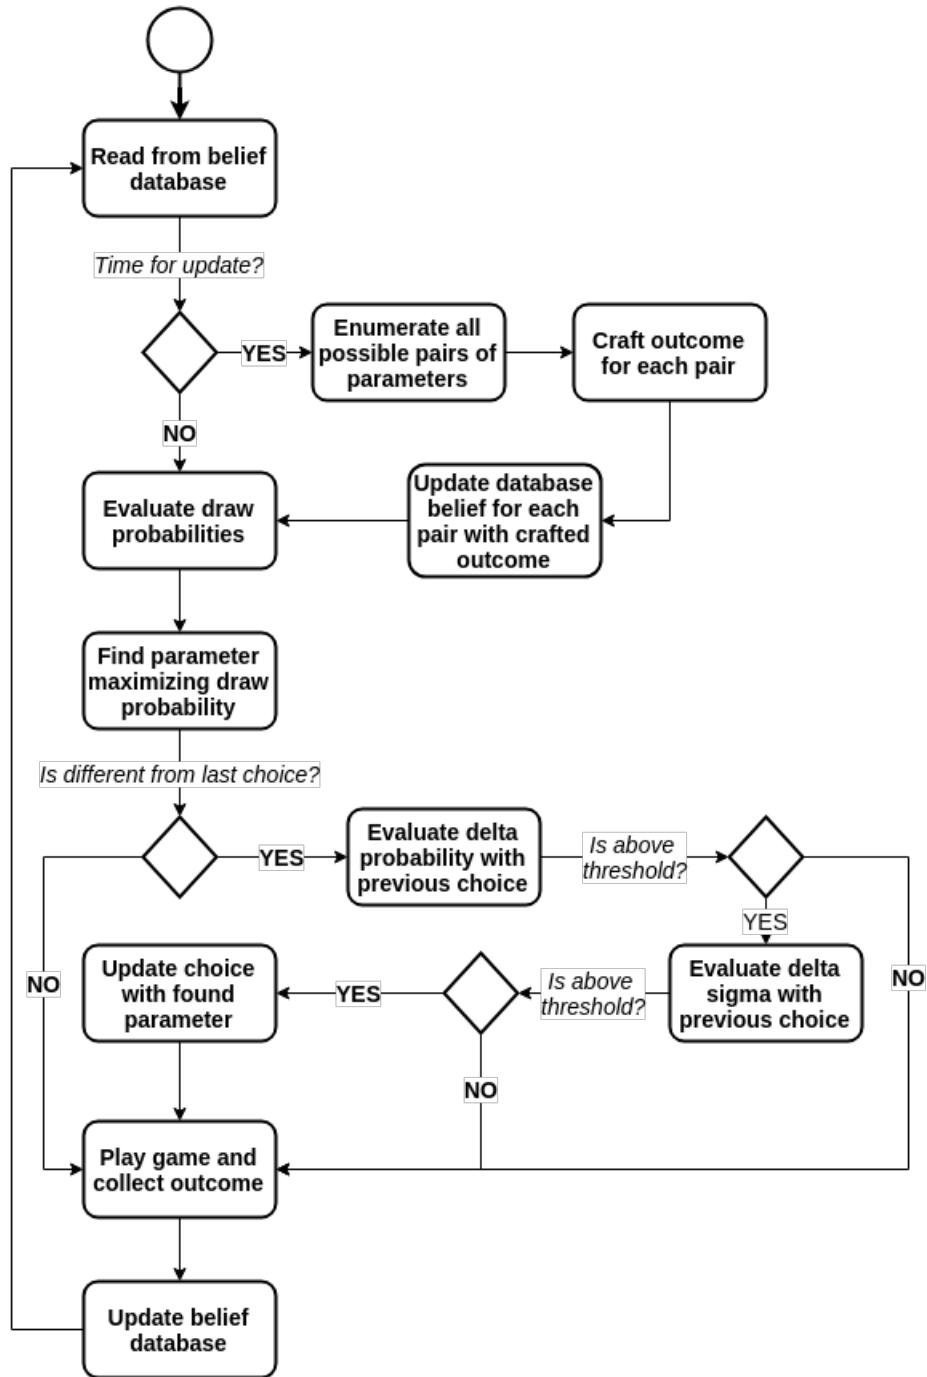 Read from belief
database
Time for update?
YES
Enumerate all
possible pairs of
parameters
Craft outcome
for each pair
NO
Evaluate draw
probabilities
Update database
belief for each
pair with crafted
outcome
Find parameter
maximizing draw
probability
Is different from last choice?
YES
Evaluate delta
probability with
previous choice
Is above
threshold?
YES
NO
Update choice
with found
parameter
YES
Is above
threshold?
Evaluate delta
sigma with
previous choice
NO
NO
Play game and
collect outcome
Update belief
database